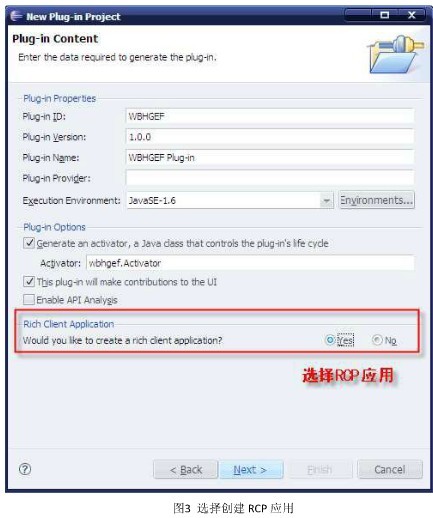 New Plug-in Project
Plug-in Content
Enter the data required to generate the plug-in.
Plug-in Properties
Plug-in ID: WBHGEF
Plug-in Version: 1.0.0
Plug-in Name: WBHGEF Plug-in
Plug-in Provider:
Execution Environment: JavaSE-1.6 Environments...
Plug-in Options
Generate an activator, a Java class that controls the plug-in's life cycle
Activator: wbhgef.Activator
This plug-in will make contributions to the UI
Enable API Analysis
Rich Client Application
Would you like to create a rich client application? Yes No
选择RCP 应用
? < Back Next > Finish Cancel
图3 选择创建 RCP 应用